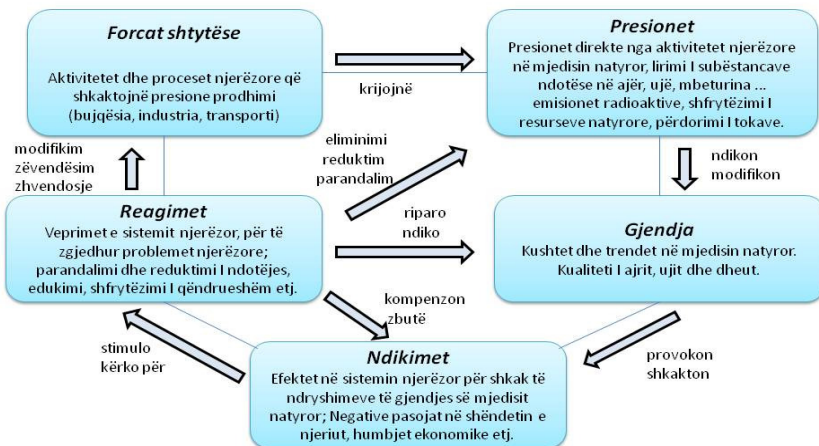 Forcat shtytëse
Aktivitetet dhe proceset njerëzore që
shkaktojnë presione prodhimi
(bujqësia, industria, transporti)
krijojnë
Presionet
Presionet direkte nga aktivitetet njerëzore
në mjedisin natyror, lirimi I subëstancave
ndotëse në ajër, ujë, mbeturina ...
emisionet radioaktive, shfrytëzimi I
resurseve natyrore, përdorimi I tokave.
modifikim
zëvendësim
zhvendosje
eliminimi
reduktim
parandalim
ndikon
modifikon
Reagimet
Veprimet e sistemit njerëzor, për të
zgjedhur problemet njerëzore;
parandalimi dhe reduktimi I ndotëjes,
edukimi, shfrytëzimi I qëndrueshëm etj.
riparo
ndiko
Gjendja
Kushtet dhe trendet në mjedisin natyror.
Kualiteti I ajrit, ujit dhe dheut.
kompenzon
zbutë
stimulo
kërko për
Ndikimet
Efektet në sistemin njerëzor për shkak të
ndryshimeve të gjendjes së mjedisit
natyror; Negative pasojat në shëndetin e
njeriut, humbjet ekonomike etj.
provokon
shkakton